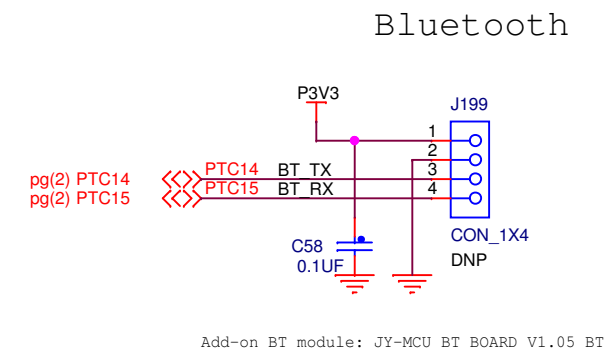 Bluetooth
P3V3
J199
1
2
pg(2) PTC14 PTC14 BT_TX 3
pg(2) PTC15 PTC15 BT_RX 4
C58
0.1UF
CON_1X4
DNP
Add-on BT module: JY-MCU BT BOARD V1.05 BT